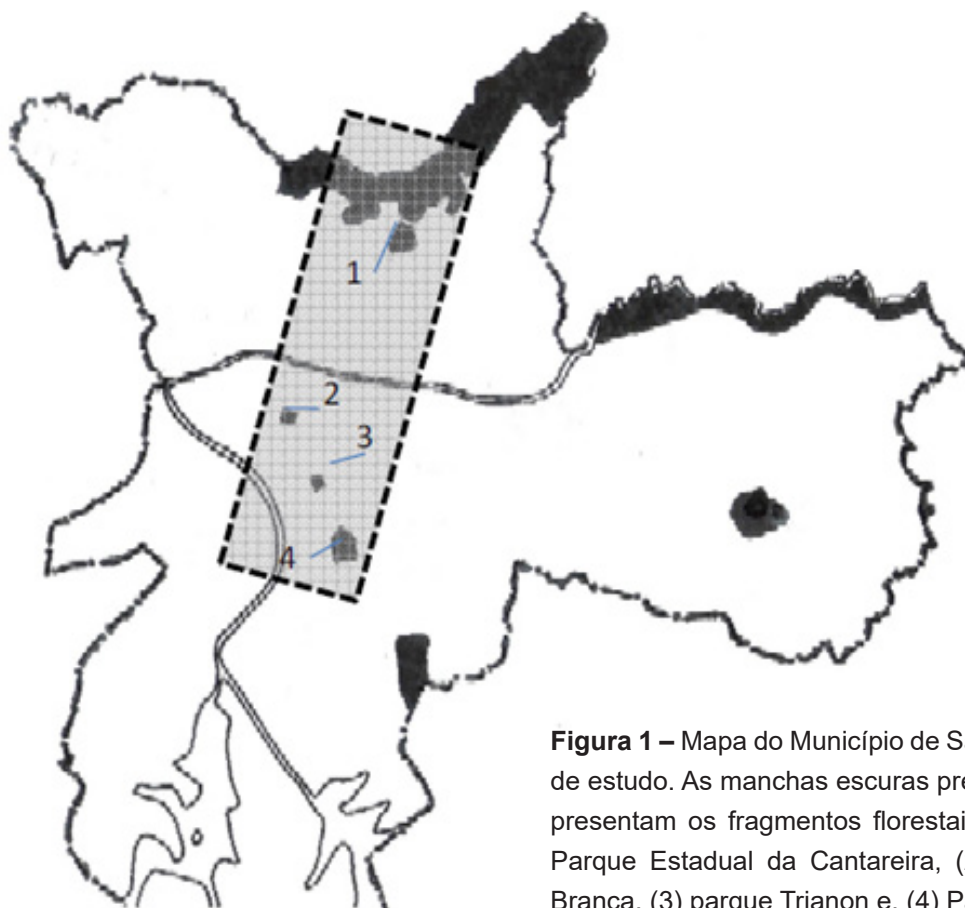 1
2
3
4
Figura 1 – Mapa do Município de S
de estudo. As manchas escuras pre
presentam os fragmentos florestai
Parque Estadual da Cantareira, (
Branca, (3) parque Trianon e, (4) P